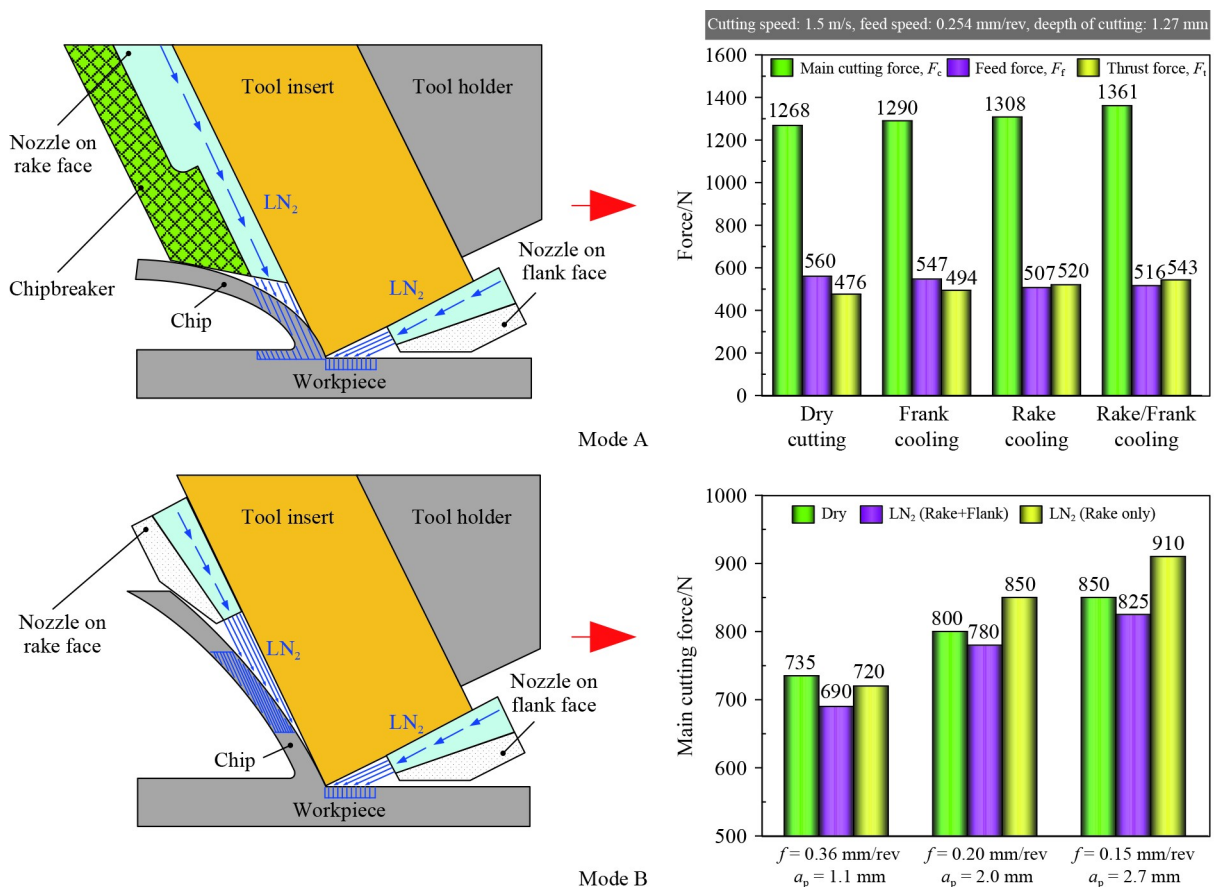 Nozzle on
rake face
Chipbreaker
Chip
LN₂
Tool insert
Tool holder
LN₂
Nozzle on
flank face
Workpiece
Mode A
Cutting speed: 1.5 m/s, feed speed: 0.254 mm/rev, deepth of cutting: 1.27 mm
Main cutting force, Fc
Feed force, Ff
Thrust force, Ft
Force/N
1600
1400
1200
1000
800
600
400
200
0
1268
560
476
1290
547
494
1308
507
520
1361
516
543
Dry
cutting
Frank
cooling
Rake
cooling
Rake/Frank
cooling
Nozzle on
rake face
Chip
LN₂
Tool insert
Tool holder
LN₂
Nozzle on
flank face
Workpiece
Mode B
Dry
LN₂ (Rake+Flank)
LN₂ (Rake only)
Main cutting force/N
1000
900
800
700
600
500
735
690
720
800
780
850
850
825
910
f = 0.36 mm/rev
aₚ = 1.1 mm
f = 0.20 mm/rev
aₚ = 2.0 mm
f = 0.15 mm/rev
aₚ = 2.7 mm